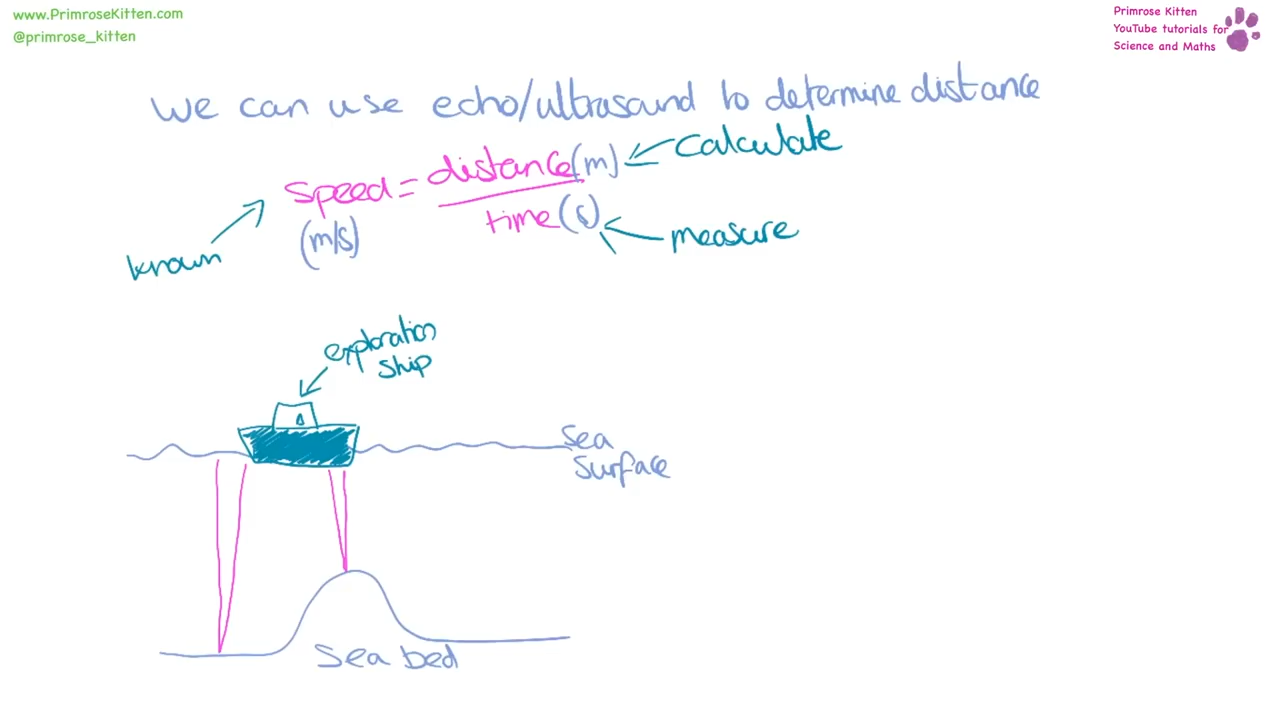 www.PrimroseKitten.com
@primrose_kitten
Primrose Kitten
YouTube tutorials for
Science and Maths
We can use echo/ultrasound to determine distance
speed = distance (m)
time (s)
(m/s)
calculate
measure
known
exploration
ship
Sea
Surface
Sea bed